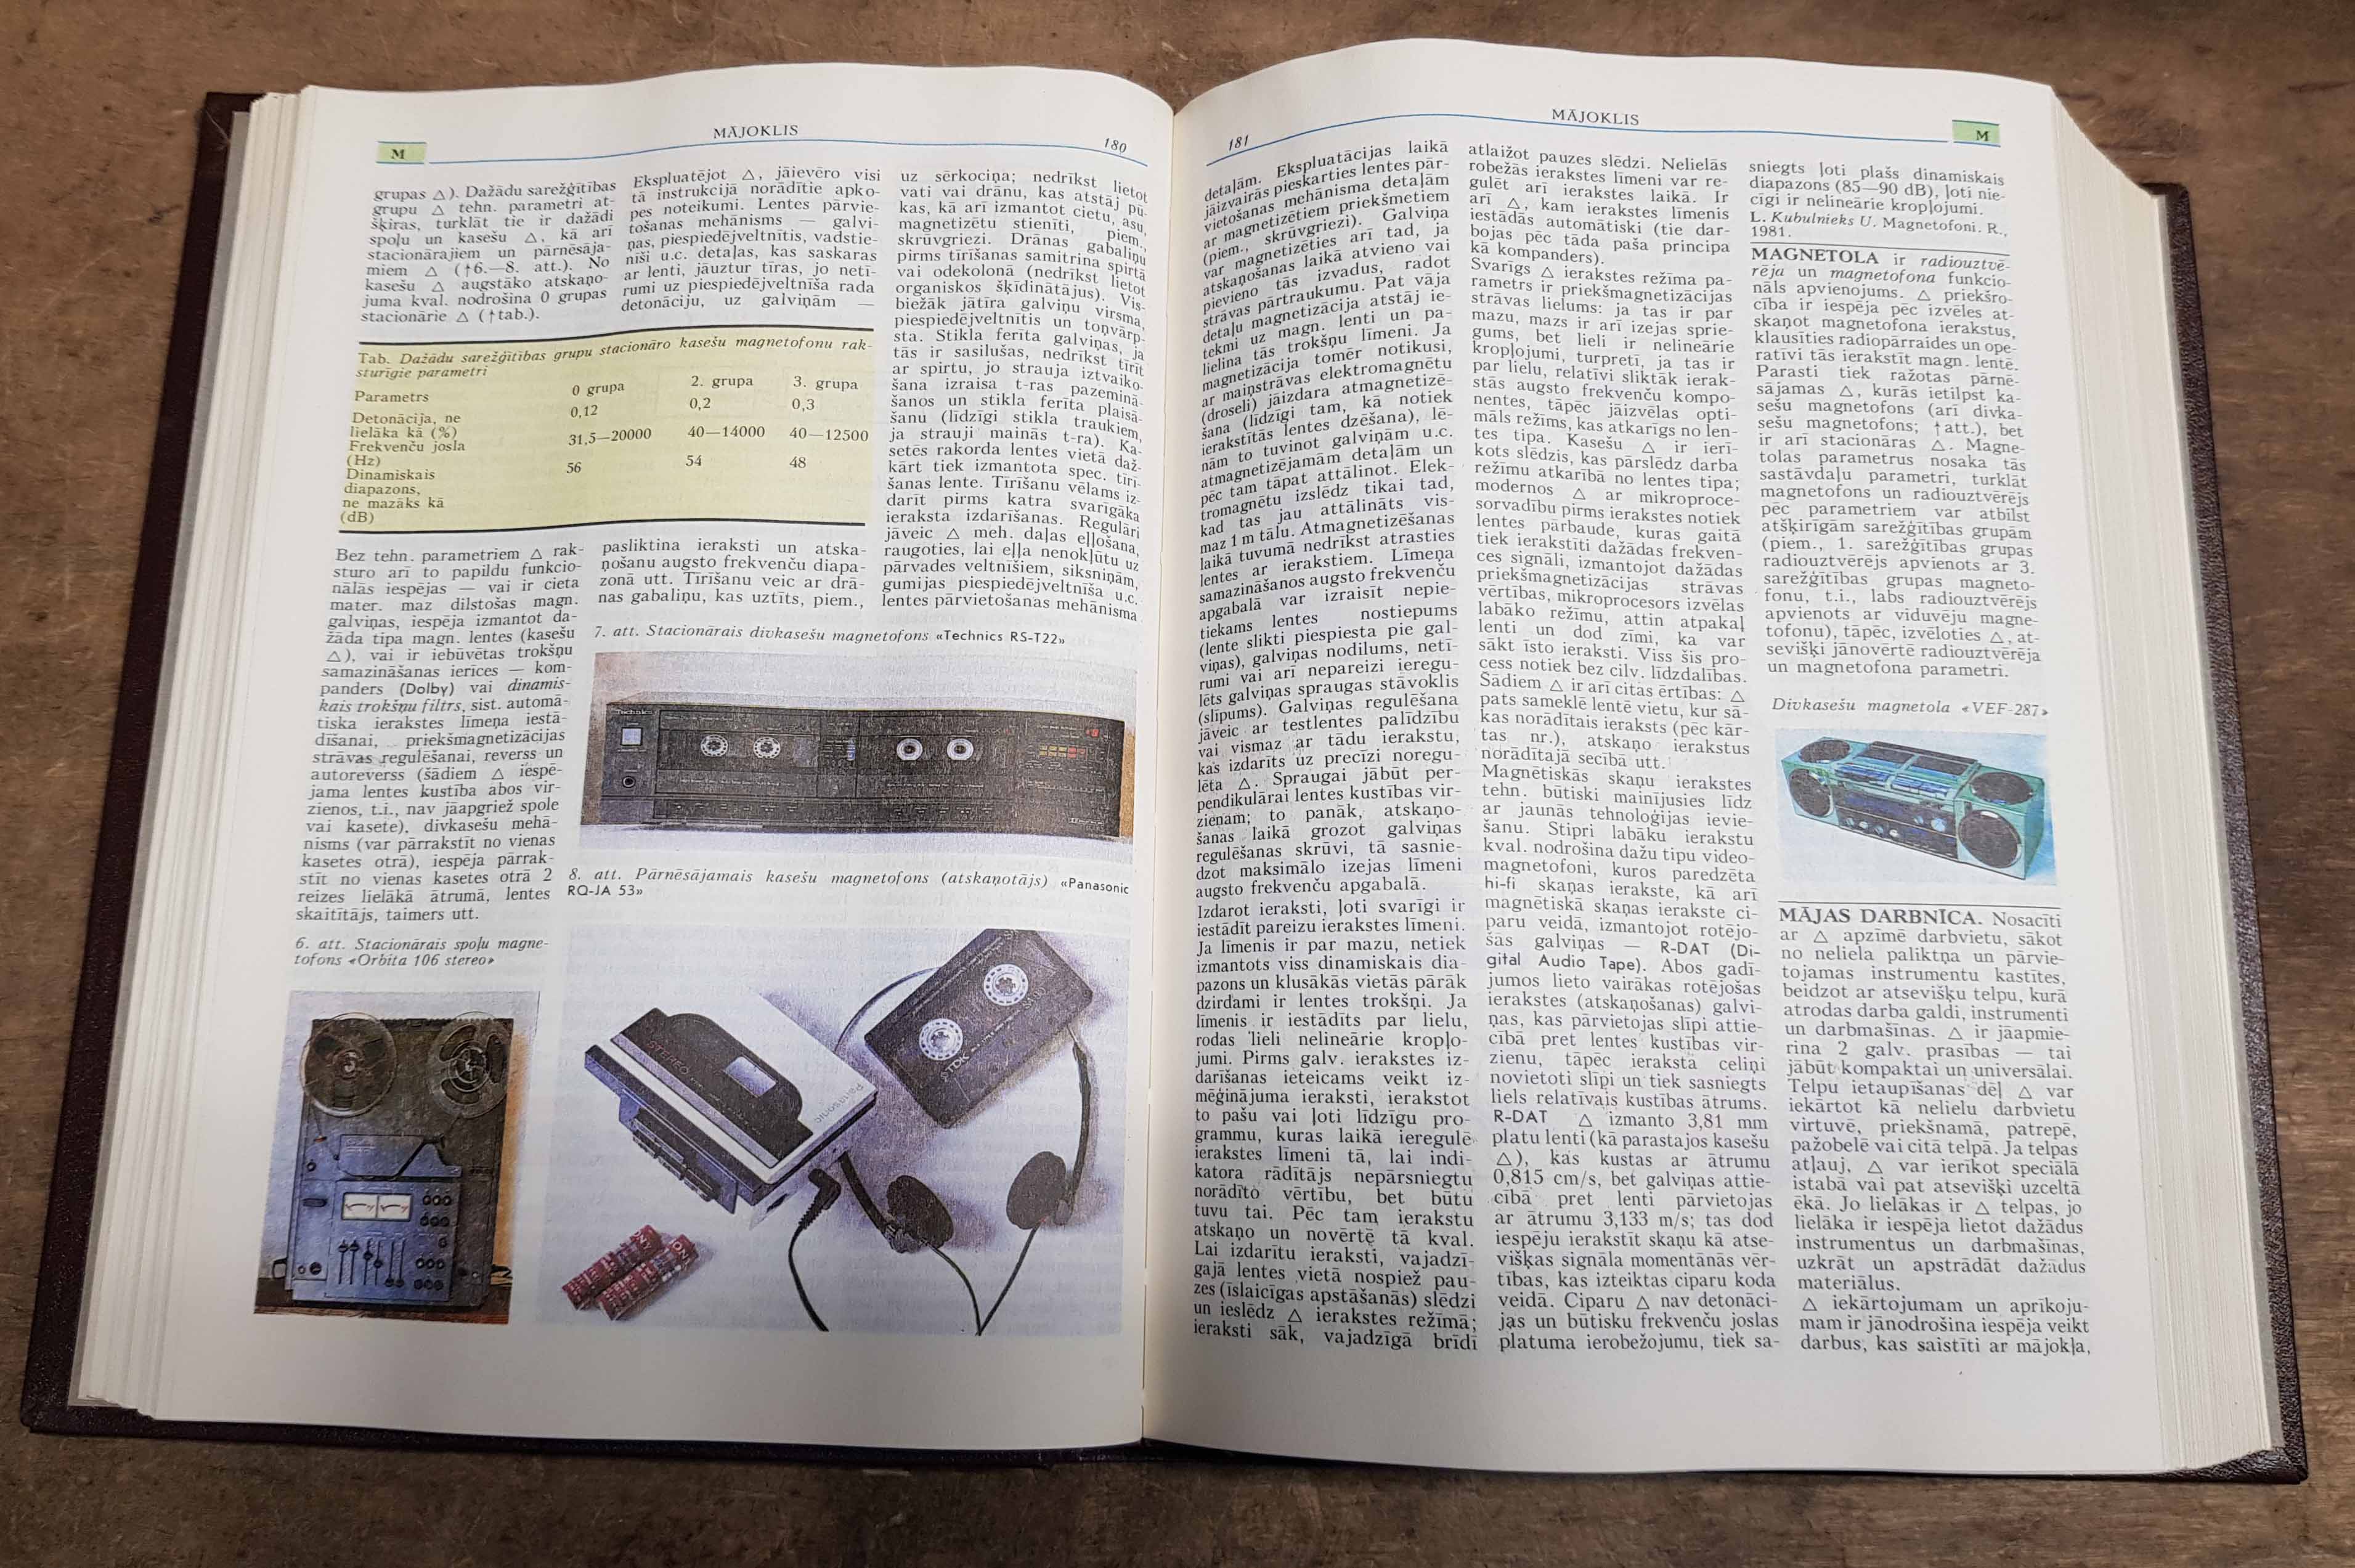 M
MĀJOKLIS
180
grupas △). Dažādu sarežģītības
grupu △ tehn. parametri at-
šķiras, turklāt tie ir dažādi
spoļu un kasešu △, kā arī
stacionārajiem un pārnēsāja-
miem △ (↑6.—8. att.). No
kasešu △ augstāko atskaņo-
juma kval. nodrošina 0 grupas
stacionārie △ (↑tab.).
Ekspluatējot △, jāievēro visi
tā instrukcijā norādītie apko-
pes noteikumi. Lentes pārvie-
tošanas mehānisms — galvi-
ņas, piespiedējveltnītis, vadstie-
nīši u.c. detaļas, kas saskaras
ar lenti, jāuztur tīras, jo netī-
rumi uz piespiedējveltnīša rada
detonāciju, uz galviņām —
Tab. Dažādu sarežģītības grupu stacionāro kasešu magnetofonu rak-
sturīgie parametri
Parametrs 0 grupa 2. grupa 3. grupa
Detonācija, ne 0,12 0,2 0,3
lielāka kā (%)
Frekvenču josla 31,5—20000 40—14000 40—12500
(Hz)
Dinamiskais 56 54 48
diapazons,
ne mazāks kā
(dB)
Bez tehn. parametriem △ rak-
sturo arī to papildu funkcio-
nālās iespējas — vai ir cieta
mater. maz dilstošas magn.
galviņas, iespēja izmantot da-
žāda tipa magn. lentes (kasešu
△), vai ir iebūvētas trokšņu
samazināšanas ierīces — kom-
panders (Dolby) vai dinamis-
kais trokšņu filtrs, sist. automā-
tiska ierakstes līmeņa iestā-
dīšanai, priekšmagnetizācijas
strāvas regulēšanai, reverss un
autoreverss (šādiem △ iespē-
jama lentes kustība abos vir-
zienos, t.i., nav jāapgriež spole
vai kasete), divkasešu mehā-
nisms (var pārrakstīt no vienas
kasetes otrā), iespēja pārrak-
stīt no vienas kasetes otrā 2
reizes lielākā ātrumā, lentes
skaitītājs, taimers utt.
6. att. Stacionārais spoļu magne-
tofons «Orbita 106 stereo»
pasliktina ieraksti un atska-
ņošanu augsto frekvenču diapa-
zonā utt. Tīrīšanu veic ar drā-
nas gabaliņu, kas uztīts, piem.,
uz sērkociņa; nedrīkst lietot
vati vai drānu, kas atstāj pū-
kas, kā arī izmantot cietu, asu,
magnetizētu stienīti, piem.,
skrūvgriezi. Drānas gabaliņu
pirms tīrīšanas samitrina spirtā
vai odekolonā (nedrīkst lietot
organiskos šķīdinātājus). Vis-
biežāk jātīra galviņu virsma,
piespiedējveltnītis un toņvārp-
sta. Stikla ferīta galviņas, ja
tās ir sasilušas, nedrīkst tīrīt
ar spirtu, jo strauja iztvaiko-
šana izraisa t-ras pazeminā-
šanos un stikla ferīta plaisā-
šanu (līdzīgi stikla traukiem,
ja strauji mainās t-ra). Ka-
setēs rakorda lentes vietā daž-
kārt tiek izmantota spec. tīrī-
šanas lente. Tīrīšanu vēlams iz-
darīt pirms katra svarīgāka
ieraksta izdarīšanas. Regulāri
jāveic △ meh. daļas eļļošana,
raugoties, lai eļļa nenokļūtu uz
pārvades veltnīšiem, siksniņām,
gumijas piespiedējveltnīša u.c.
lentes pārvietošanas mehānisma
7. att. Stacionārais divkasešu magnetofons «Technics RS-T22»
Technics
8. att. Pārnēsājamais kasešu magnetofons (atskaņotājs) «Panasonic
RQ-JA 53»
STEREO
Panasonic
TDK
181
MĀJOKLIS
M
detaļām. Ekspluatācijas laikā
jāizvairās pieskarties lentes pār-
vietošanas mehānisma detaļām
ar magnetizētiem priekšmetiem
(piem., skrūvgriezi). Galviņa
var magnetizēties arī tad, ja
atskaņošanas laikā atvieno vai
pievieno tās izvadus, radot
strāvas pārtraukumu. Pat vāja
detaļu magnetizācija atstāj ie-
tekmi uz magn. lenti un pa-
lielina tās trokšņu līmeni. Ja
magnetizācija tomēr notikusi,
ar maiņstrāvas elektromagnētu
(droseli) jāizdara atmagnetizē-
šana (līdzīgi tam, kā notiek
ierakstītās lentes dzēšana), lē-
nām to tuvinot galviņām u.c.
atmagnetizējamām detaļām un
pēc tam tāpat attālinot. Elek-
tromagnētu izslēdz tikai tad,
kad tas jau attālināts vis-
maz 1 m tālu. Atmagnetizēšanas
laikā tuvumā nedrīkst atrasties
lentes ar ierakstiem. Līmeņa
samazināšanos augsto frekvenču
apgabalā var izraisīt nepie-
tiekams lentes nostiepums
(lente slikti piespiesta pie gal-
viņas), galviņas nodilums, netī-
rumi vai arī nepareizi ieregu-
lēts galviņas spraugas stāvoklis
(slīpums). Galviņas regulēšana
jāveic ar testlentes palīdzību
vai vismaz ar tādu ierakstu,
kas izdarīts uz precīzi noregu-
lēta △. Spraugai jābūt per-
pendikulārai lentes kustības vir-
zienam; to panāk, atskaņo-
šanas laikā grozot galviņas
regulēšanas skrūvi, tā sasnie-
dzot maksimālo izejas līmeni
augsto frekvenču apgabalā.
Izdarot ieraksti, ļoti svarīgi ir
iestādīt pareizu ierakstes līmeni.
Ja līmenis ir par mazu, netiek
izmantots viss dinamiskais dia-
pazons un klusākās vietās pārāk
dzirdami ir lentes trokšņi. Ja
līmenis ir iestādīts par lielu,
rodas lieli nelineārie kropļo-
jumi. Pirms galv. ierakstes iz-
darīšanas ieteicams veikt iz-
mēģinājuma ieraksti, ierakstot
to pašu vai ļoti līdzīgu pro-
grammu, kuras laikā ieregulē
ierakstes līmeni tā, lai indi-
katora rādītājs nepārsniegtu
norādīto vērtību, bet būtu
tuvu tai. Pēc tam ierakstu
atskaņo un novērtē tā kval.
Lai izdarītu ieraksti, vajadzī-
gajā lentes vietā nospiež pau-
zes (īslaicīgas apstāšanās) slēdzi
un ieslēdz △ ierakstes režīmā;
ieraksti sāk, vajadzīgā brīdī
atlaižot pauzes slēdzi. Nelielās
robežās ierakstes līmeni var re-
gulēt arī ierakstes laikā. Ir
arī △, kam ierakstes līmenis
iestādās automātiski (tie dar-
bojas pēc tāda paša principa
kā kompanders).
Svarīgs △ ierakstes režīma pa-
rametrs ir priekšmagnetizācijas
strāvas lielums: ja tas ir par
mazu, mazs ir arī izejas sprie-
gums, bet lieli ir nelineārie
kropļojumi, turpretī, ja tas ir
par lielu, relatīvi sliktāk ierak-
stās augsto frekvenču kompo-
nentes, tāpēc jāizvēlas opti-
māls režīms, kas atkarīgs no len-
tes tipa. Kasešu △ ir ierī-
kots slēdzis, kas pārslēdz darba
režīmu atkarībā no lentes tipa;
modernos △ ar mikroproce-
sorvadību pirms ierakstes notiek
lentes pārbaude, kuras gaitā
tiek ierakstīti dažādas frekven-
ces signāli, izmantojot dažādas
priekšmagnetizācijas strāvas
vērtības, mikroprocesors izvēlas
labāko režīmu, attin atpakaļ
lenti un dod zīmi, ka var
sākt īsto ieraksti. Viss šis pro-
cess notiek bez cilv. līdzdalības.
Šādiem △ ir arī citas ērtības: △
pats sameklē lentē vietu, kur sā-
kas norādītais ieraksts (pēc kār-
tas nr.), atskaņo ierakstus
norādītajā secībā utt.
Magnētiskās skaņu ierakstes
tehn. būtiski mainījusies līdz
ar jaunās tehnoloģijas ievie-
šanu. Stipri labāku ierakstu
kval. nodrošina dažu tipu video-
magnetofoni, kuros paredzēta
hi-fi skaņas ierakste, kā arī
magnētiskā skaņas ierakste ci-
paru veidā, izmantojot rotējo-
šās galviņas — R-DAT (Di-
gital Audio Tape). Abos gadī-
jumos lieto vairākas rotējošas
ierakstes (atskaņošanas) galvi-
ņas, kas pārvietojas slīpi attie-
cībā pret lentes kustības vir-
zienu, tāpēc ierakstā celiņi
novietoti slīpi un tiek sasniegts
liels relatīvais kustības ātrums.
R-DAT △ izmanto 3,81 mm
platu lenti (kā parastajos kasešu
△), kas kustas ar ātrumu
0,815 cm/s, bet galviņas attie-
cībā pret lenti pārvietojas
ar ātrumu 3,133 m/s; tas dod
iespēju ierakstīt skaņu kā atse-
višķas signāla momentānās vēr-
tības, kas izteiktas ciparu koda
veidā. Ciparu △ nav detonāci-
jas un būtisku frekvenču joslas
platuma ierobežojumu, tiek sa-
sniegts ļoti plašs dinamiskais
diapazons (85—90 dB), ļoti nie-
cīgi ir nelineārie kropļojumi.
L. Kubulnieks U. Magnetofoni. R.,
1981.
MAGNETOLA ir radiouztvē-
rēja un magnetofona funkcio-
nāls apvienojums. △ priekšro-
cība ir iespēja pēc izvēles at-
skaņot magnetofona ierakstus,
klausīties radiopārraides un ope-
ratīvi tās ierakstīt magn. lentē.
Parasti tiek ražotas pārnē-
sājamas △, kurās ietilpst ka-
sešu magnetofons (arī divka-
sešu magnetofons; ↑att.), bet
ir arī stacionāras △. Magne-
tolas parametrus nosaka tās
sastāvdaļu parametri, turklāt
magnetofons un radiouztvērējs
pēc parametriem var atbilst
atšķirīgām sarežģītības grupām
(piem., 1. sarežģītības grupas
radiouztvērējs apvienots ar 3.
sarežģītības grupas magneto-
fonu, t.i., labs radiouztvērējs
apvienots ar viduvēju magne-
tofonu), tāpēc, izvēloties △, at-
sevišķi jānovērtē radiouztvērēja
un magnetofona parametri.
Divkasešu magnetola «VEF-287»
MĀJAS DARBNĪCA. Nosacīti
ar △ apzīmē darbvietu, sākot
no neliela paliktņa un pārvie-
tojamas instrumentu kastītes,
beidzot ar atsevišķu telpu, kurā
atrodas darba galdi, instrumenti
un darbmašīnas. △ ir jāapmie-
rina 2 galv. prasības — tai
jābūt kompaktai un universālai.
Telpu ietaupīšanas dēļ △ var
iekārtot kā nelielu darbvietu
virtuvē, priekšnamā, patrepē,
pažobelē vai citā telpā. Ja telpas
atļauj, △ var ierīkot speciālā
istabā vai pat atsevišķi uzceltā
ēkā. Jo lielākas ir △ telpas, jo
lielāka ir iespēja lietot dažādus
instrumentus un darbmašīnas,
uzkrāt un apstrādāt dažādus
materiālus.
△ iekārtojumam un aprīkoju-
mam ir jānodrošina iespēja veikt
darbus, kas saistīti ar mājokļa,